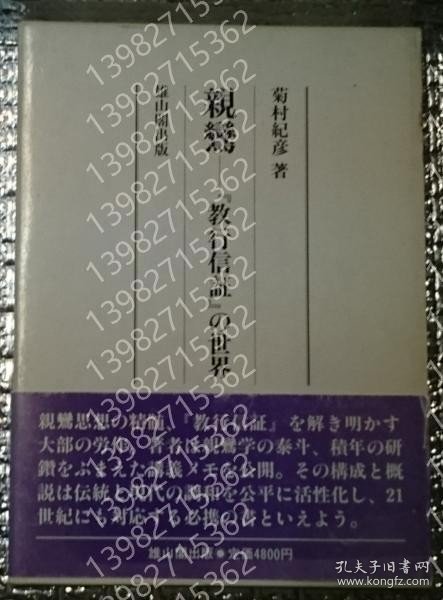 菊村紀彦 著
親鸞―『教行信証』の世界
雄山閣出版
親鸞思想の精髄、『教行信証』を解き明かす
大部の労作。著者は親鸞学の泰斗、積年の研
鑽をふまえた講義メモを公開。その構成と概
説は伝統と現代の調和を公平に活性化し、21
世紀にも対応する必携の書といえよう。
雄山閣出版●定価4800円
13982715362
孔夫子旧书网
www.kongfz.com